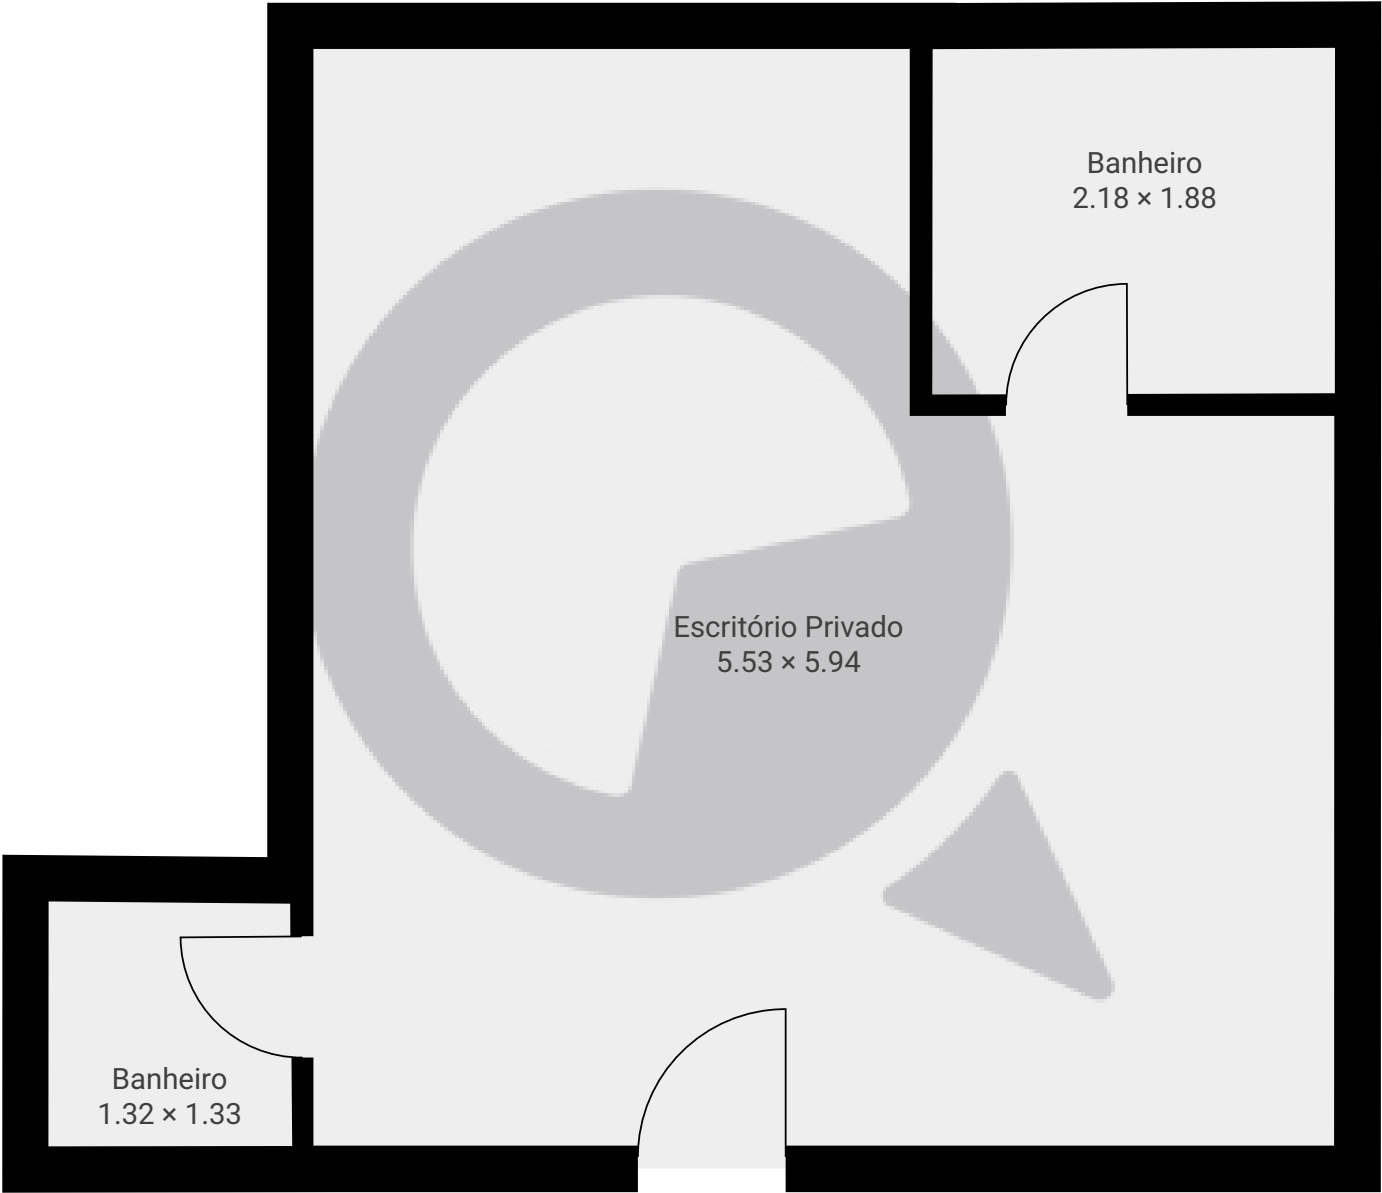 Banheiro
2.18 × 1.88
Escritório Privado
5.53 × 5.94
Banheiro
1.32 × 1.33